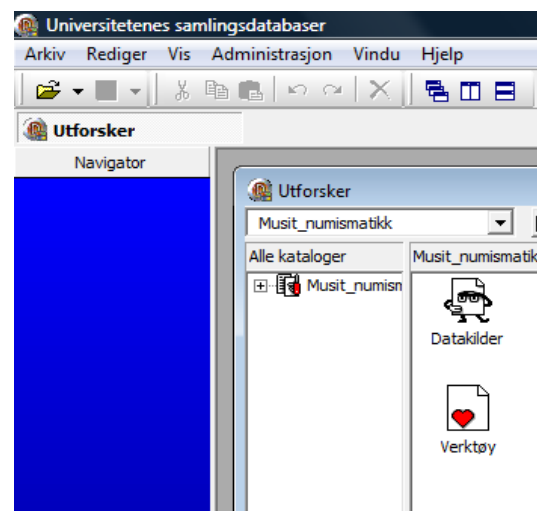 Universitetenes samlingsdatabaser
Arkiv Rediger Vis Administrasjon Vindu Hjelp
Utforsker
Navigator
Utforsker
Musit_numismatikk
Alle kataloger Musit_numismatik
Musit_numism
Datakilder
Verktøy